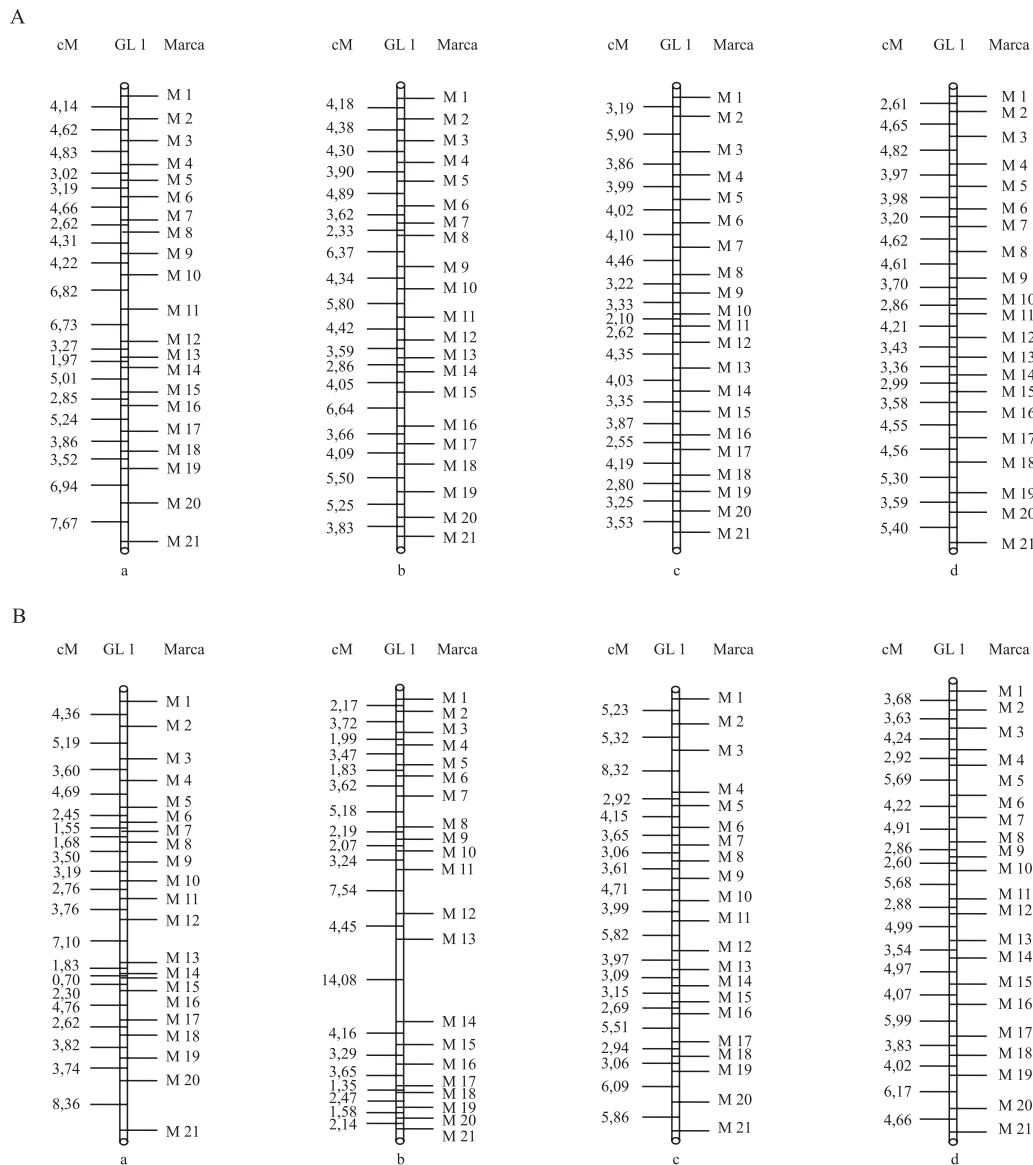 A
cM GL 1 Marca
4,14
4,62
4,83
3,02
3,19
4,66
2,62
4,31
4,22
6,82
6,73
3,27
1,97
5,01
2,85
5,24
3,86
3,52
6,94
7,67
M 1
M 2
M 3
M 4
M 5
M 6
M 7
M 8
M 9
M 10
M 11
M 12
M 13
M 14
M 15
M 16
M 17
M 18
M 19
M 20
M 21
a
cM GL 1 Marca
4,18
4,38
4,30
3,90
4,89
3,62
2,33
6,37
4,34
5,80
4,42
3,59
2,86
4,05
6,64
3,66
4,09
5,50
5,25
3,83
M 1
M 2
M 3
M 4
M 5
M 6
M 7
M 8
M 9
M 10
M 11
M 12
M 13
M 14
M 15
M 16
M 17
M 18
M 19
M 20
M 21
b
cM GL 1 Marca
3,19
5,90
3,86
3,99
4,02
4,10
4,46
3,22
3,33
2,10
2,62
4,35
4,03
3,35
3,87
2,55
4,19
2,80
3,25
3,53
M 1
M 2
M 3
M 4
M 5
M 6
M 7
M 8
M 9
M 10
M 11
M 12
M 13
M 14
M 15
M 16
M 17
M 18
M 19
M 20
M 21
c
cM GL 1 Marca
2,61
4,65
4,82
3,97
3,98
3,20
4,62
4,61
3,70
2,86
4,21
3,43
3,36
2,99
3,58
4,55
4,56
5,30
3,59
5,40
M 1
M 2
M 3
M 4
M 5
M 6
M 7
M 8
M 9
M 10
M 11
M 12
M 13
M 14
M 15
M 16
M 17
M 18
M 19
M 20
M 21
d
B
cM GL 1 Marca
4,36
5,19
3,60
4,69
2,45
1,55
1,68
3,50
3,19
2,76
3,76
7,10
1,83
0,70
2,30
4,76
2,62
3,82
3,74
8,36
M 1
M 2
M 3
M 4
M 5
M 6
M 7
M 8
M 9
M 10
M 11
M 12
M 13
M 14
M 15
M 16
M 17
M 18
M 19
M 20
M 21
a
cM GL 1 Marca
2,17
3,72
1,99
3,47
1,83
3,62
5,18
2,19
2,07
3,24
7,54
4,45
14,08
4,16
3,29
3,65
1,35
2,47
1,58
2,14
M 1
M 2
M 3
M 4
M 5
M 6
M 7
M 8
M 9
M 10
M 11
M 12
M 13
M 14
M 15
M 16
M 17
M 18
M 19
M 20
M 21
b
cM GL 1 Marca
5,23
5,32
8,32
2,92
4,15
3,65
3,06
3,61
4,71
3,99
5,82
3,97
3,09
3,15
2,69
5,51
2,94
3,06
6,09
5,86
M 1
M 2
M 3
M 4
M 5
M 6
M 7
M 8
M 9
M 10
M 11
M 12
M 13
M 14
M 15
M 16
M 17
M 18
M 19
M 20
M 21
c
cM GL 1 Marca
3,68
3,63
4,24
2,92
5,69
4,22
4,91
2,86
2,60
5,68
2,88
4,99
3,54
4,97
4,07
5,99
3,83
4,02
6,17
4,66
M 1
M 2
M 3
M 4
M 5
M 6
M 7
M 8
M 9
M 10
M 11
M 12
M 13
M 14
M 15
M 16
M 17
M 18
M 19
M 20
M 21
d